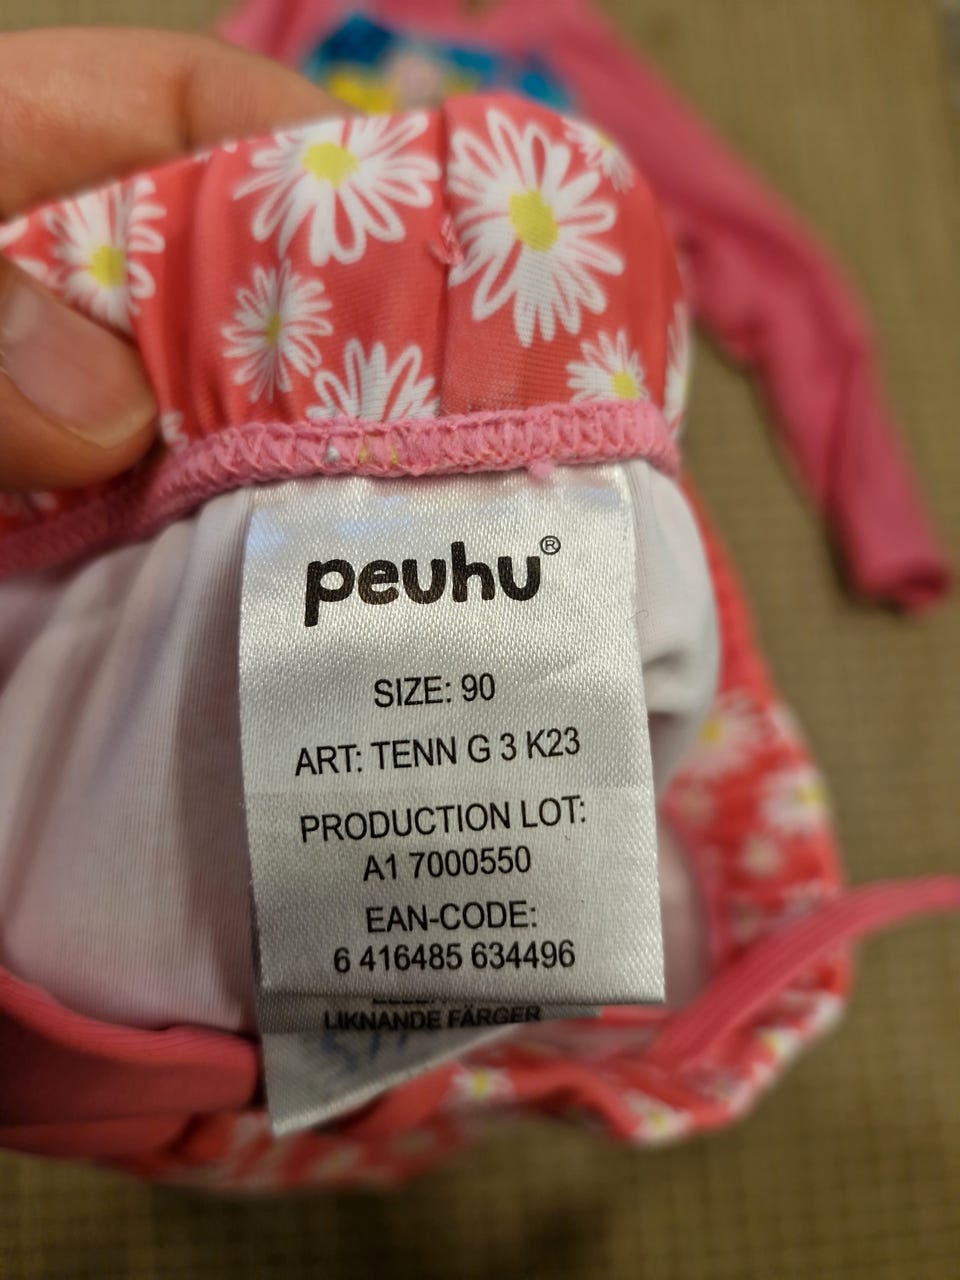 peuhu®
SIZE: 90
ART: TENN G 3 K23
PRODUCTION LOT:
A1 7000550
EAN-CODE:
6 416485 634496
LIKNANDE FÄRGER